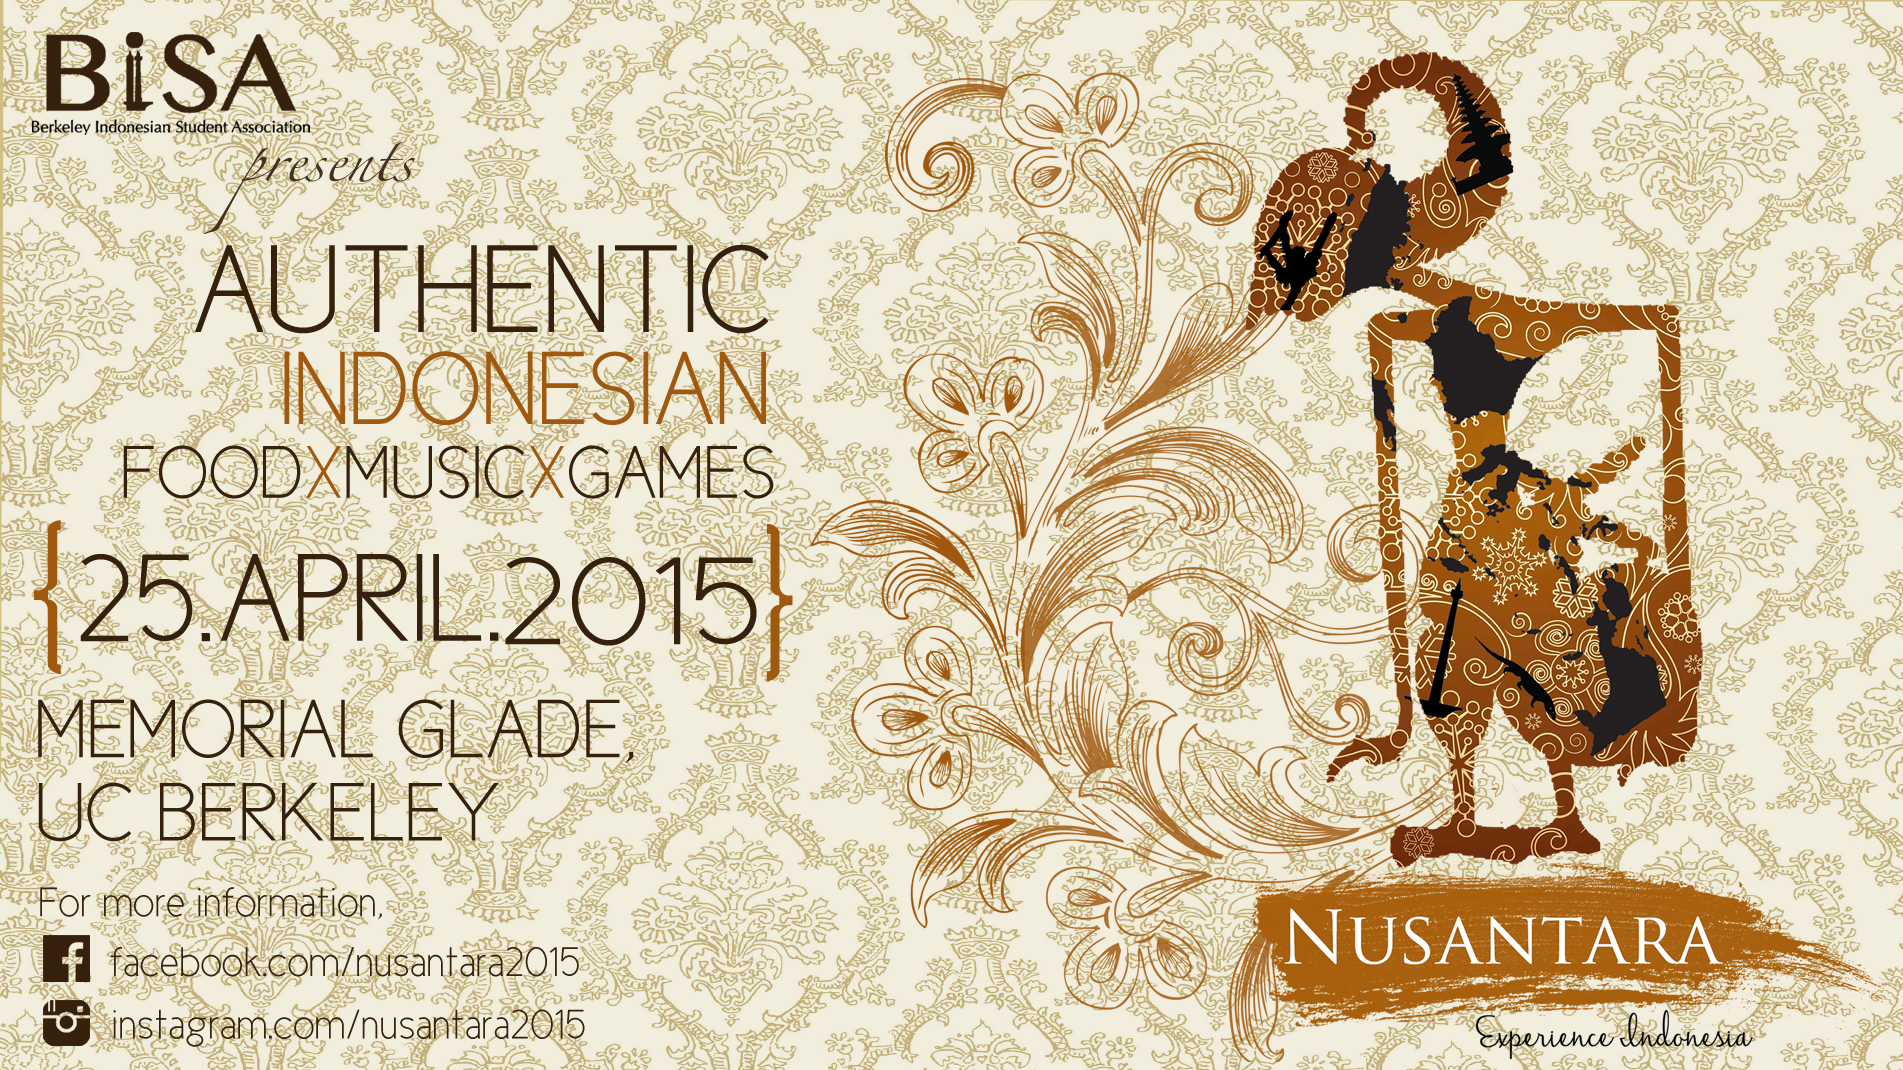 BiSA
Berkeley Indonesian Student Association
presents
AUTHENTIC
INDONESIAN
FOODXMUSICXGAMES
{25.APRIL.2015}
MEMORIAL GLADE,
UC BERKELEY
For more information,
facebook.com/nusantara2015
instagram.com/nusantara2015
NUSANTARA
Experience Indonesia